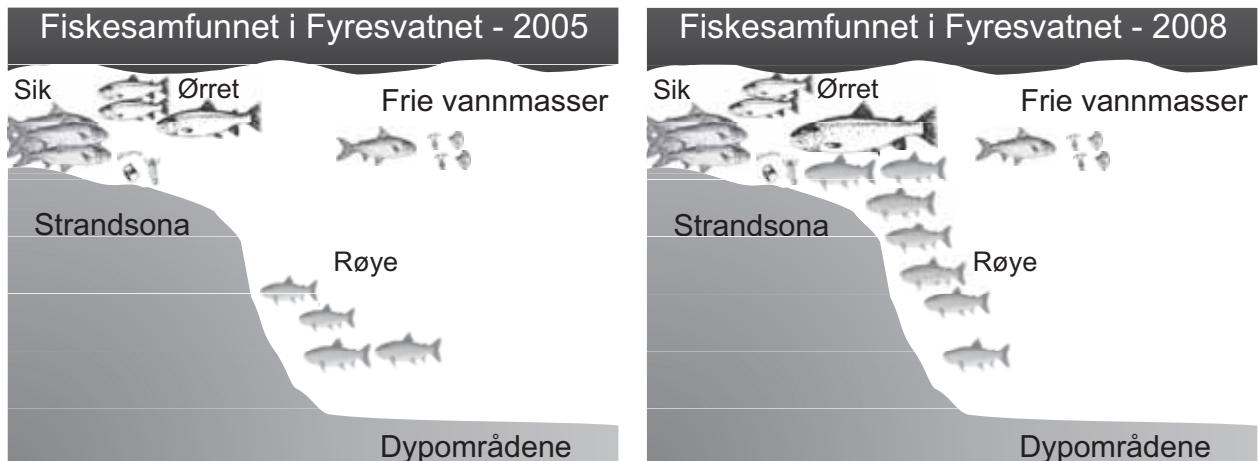 Fiskesamfunnet i Fyresvatnet - 2005
Sik
Ørret
Frie vannmasser
Strandsona
Røye
Dypområdene
Fiskesamfunnet i Fyresvatnet - 2008
Sik
Ørret
Frie vannmasser
Strandsona
Røye
Dypområdene